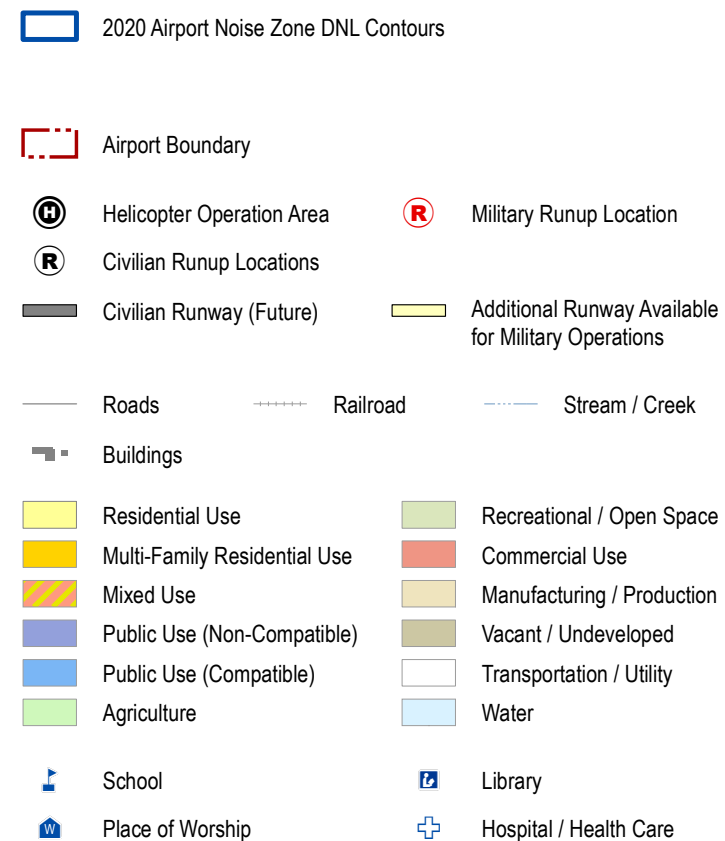 2020 Airport Noise Zone DNL Contours
Airport Boundary
H Helicopter Operation Area
R Military Runup Location
R Civilian Runup Locations
Civilian Runway (Future)
Additional Runway Available
for Military Operations
Roads
Railroad
Stream / Creek
Buildings
Residential Use
Recreational / Open Space
Multi-Family Residential Use
Commercial Use
Mixed Use
Manufacturing / Production
Public Use (Non-Compatible)
Vacant / Undeveloped
Public Use (Compatible)
Transportation / Utility
Agriculture
Water
School
Library
W Place of Worship
Hospital / Health Care